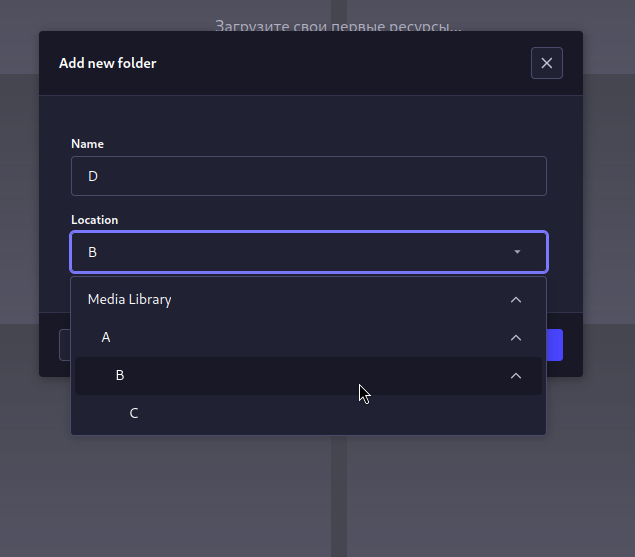 Загрузите свои первые ресурсы...
Add new folder
Name
D
Location
B
Media Library
A
B
C